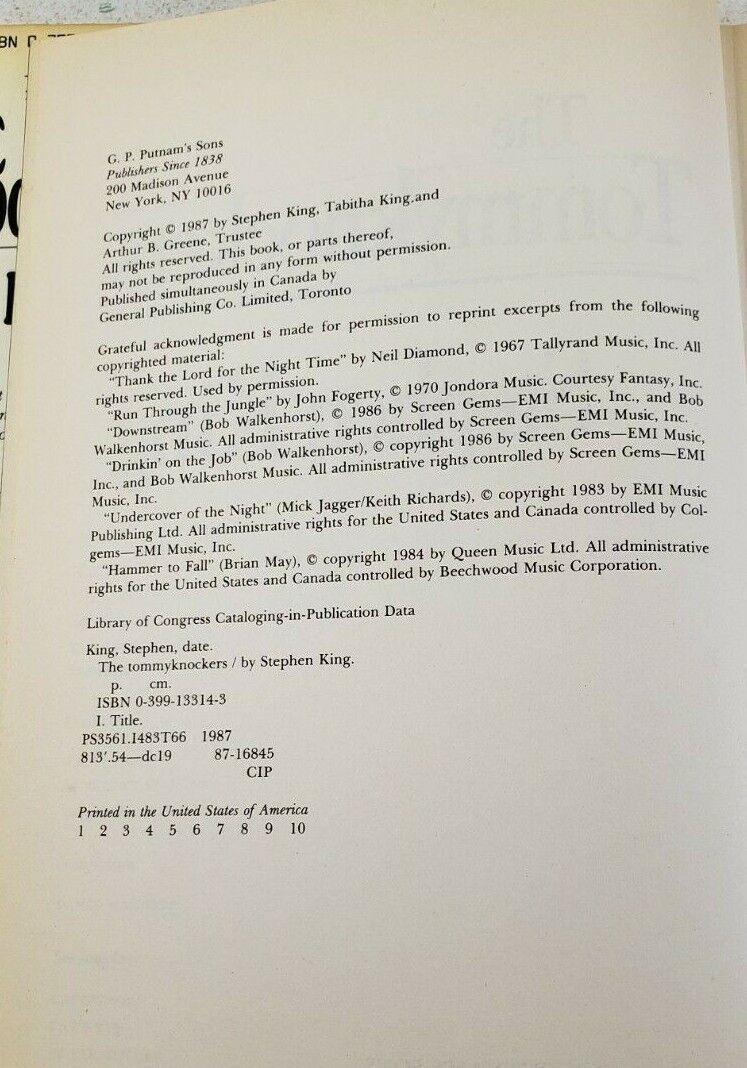 G. P. Putnam's Sons
Publishers Since 1838
200 Madison Avenue
New York, NY 10016
Copyright © 1987 by Stephen King, Tabitha King.and
Arthur B. Greene, Trustee
All rights reserved. This book, or parts thereof,
may not be reproduced in any form without permission.
Published simultaneously in Canada by
General Publishing Co. Limited, Toronto
Grateful acknowledgment is made for permission to reprint excerpts from the following
copyrighted material:
"Thank the Lord for the Night Time" by Neil Diamond, © 1967 Tallyrand Music, Inc. All
rights reserved. Used by permission.
"Run Through the Jungle" by John Fogerty, © 1970 Jondora Music. Courtesy Fantasy, Inc.
"Downstream" (Bob Walkenhorst), © 1986 by Screen Gems—EMI Music, Inc., and Bob
Walkenhorst Music. All administrative rights controlled by Screen Gems—EMI Music, Inc.
"Drinkin' on the Job" (Bob Walkenhorst), © copyright 1986 by Screen Gems—EMI Music,
Inc., and Bob Walkenhorst Music. All administrative rights controlled by Screen Gems—EMI
Music, Inc.
"Undercover of the Night" (Mick Jagger/Keith Richards), © copyright 1983 by EMI Music
Publishing Ltd. All administrative rights for the United States and Canada controlled by Col-
gems—EMI Music, Inc.
"Hammer to Fall" (Brian May), © copyright 1984 by Queen Music Ltd. All administrative
rights for the United States and Canada controlled by Beechwood Music Corporation.
Library of Congress Cataloging-in-Publication Data
King, Stephen, date.
The tommyknockers / by Stephen King.
p. cm.
ISBN 0-399-13314-3
I. Title.
PS3561.I483T66 1987
813'.54—dc19 87-16845
CIP
Printed in the United States of America
1 2 3 4 5 6 7 8 9 10